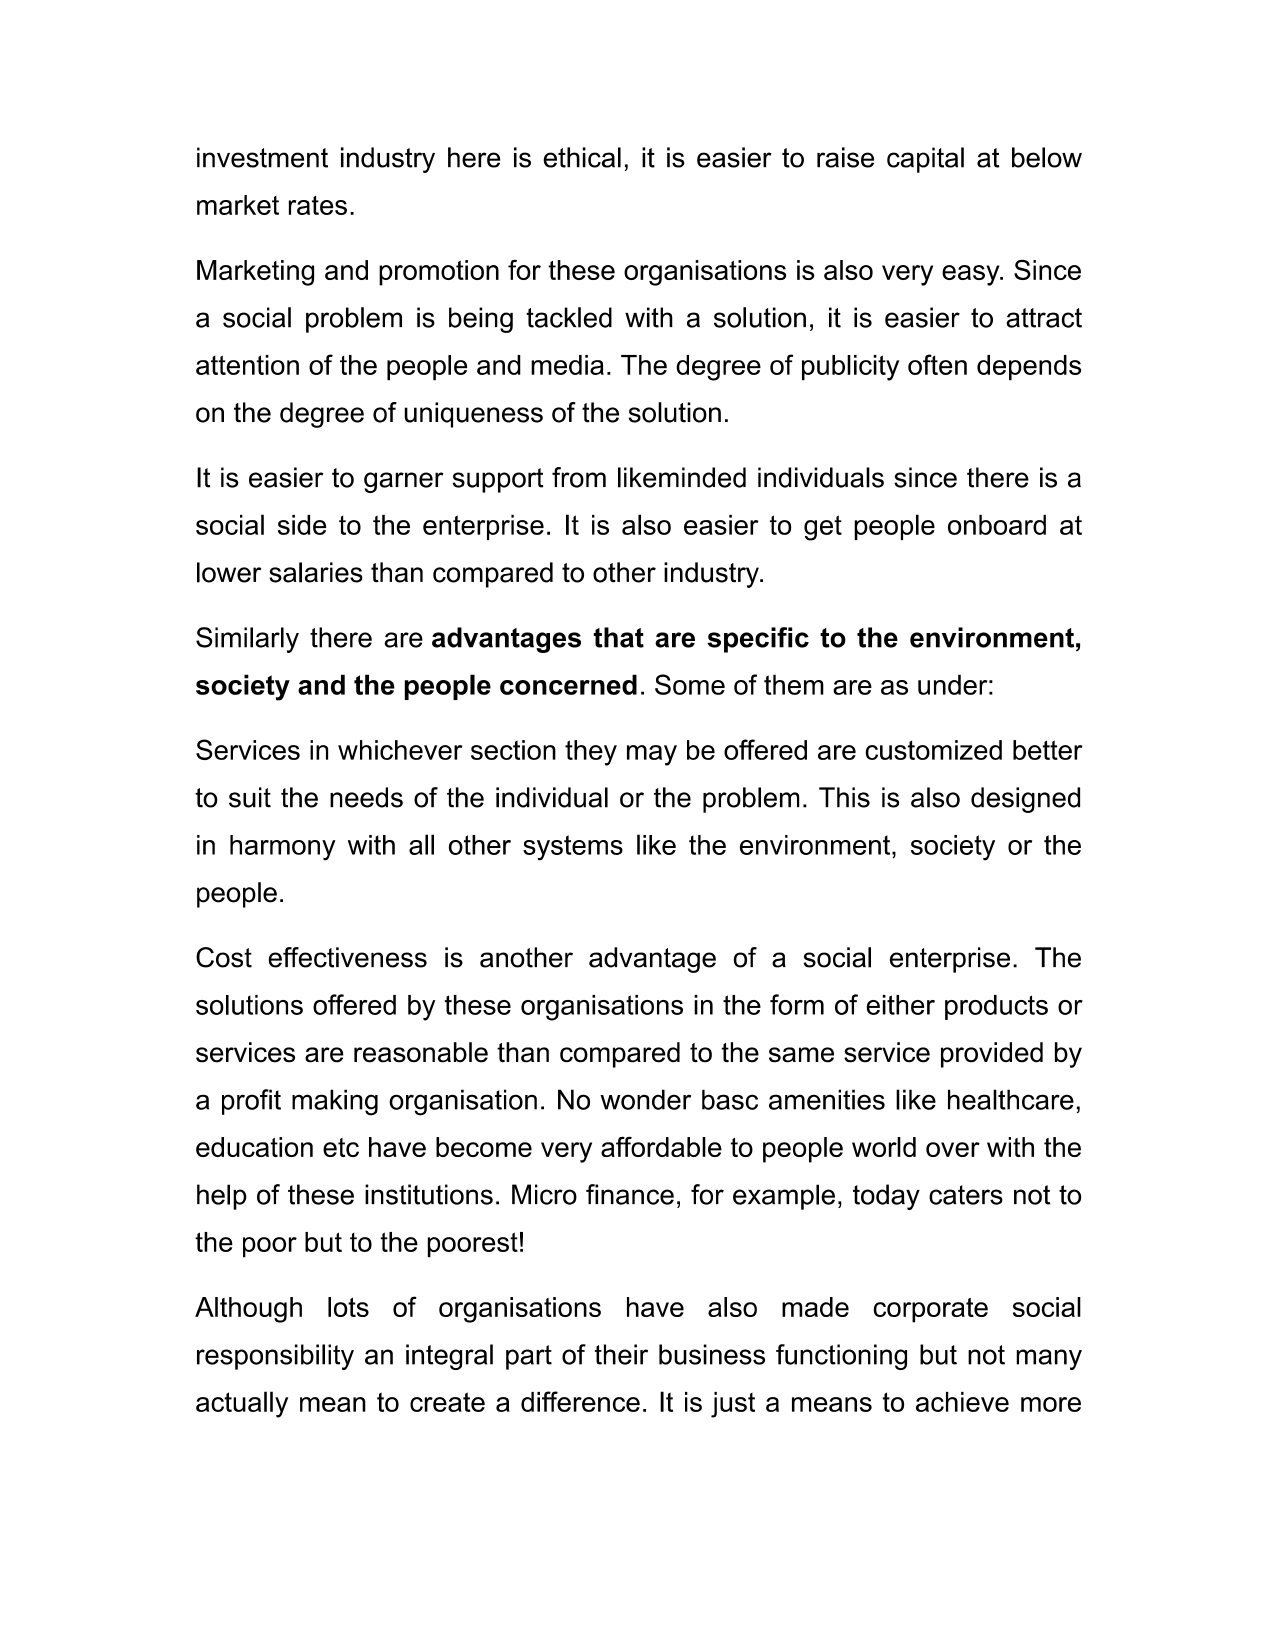 investment industry here is ethical, it is easier to raise capital at below
market rates.
Marketing and promotion for these organisations is also very easy. Since
a social problem is being tackled with a solution, it is easier to attract
attention of the people and media. The degree of publicity often depends
on the degree of uniqueness of the solution.
It is easier to garner support from likeminded individuals since there is a
social side to the enterprise. It is also easier to get people onboard at
lower salaries than compared to other industry.
Similarly there are advantages that are specific to the environment,
society and the people concerned. Some of them are as under:
Services in whichever section they may be offered are customized better
to suit the needs of the individual or the problem. This is also designed
in harmony with all other systems like the environment, society or the
people.
Cost effectiveness is another advantage of a social enterprise. The
solutions offered by these organisations in the form of either products or
services are reasonable than compared to the same service provided by
a profit making organisation. No wonder basc amenities like healthcare,
education etc have become very affordable to people world over with the
help of these institutions. Micro finance, for example, today caters not to
the poor but to the poorest!
Although lots of organisations have also made corporate social
responsibility an integral part of their business functioning but not many
actually mean to create a difference. It is just a means to achieve more